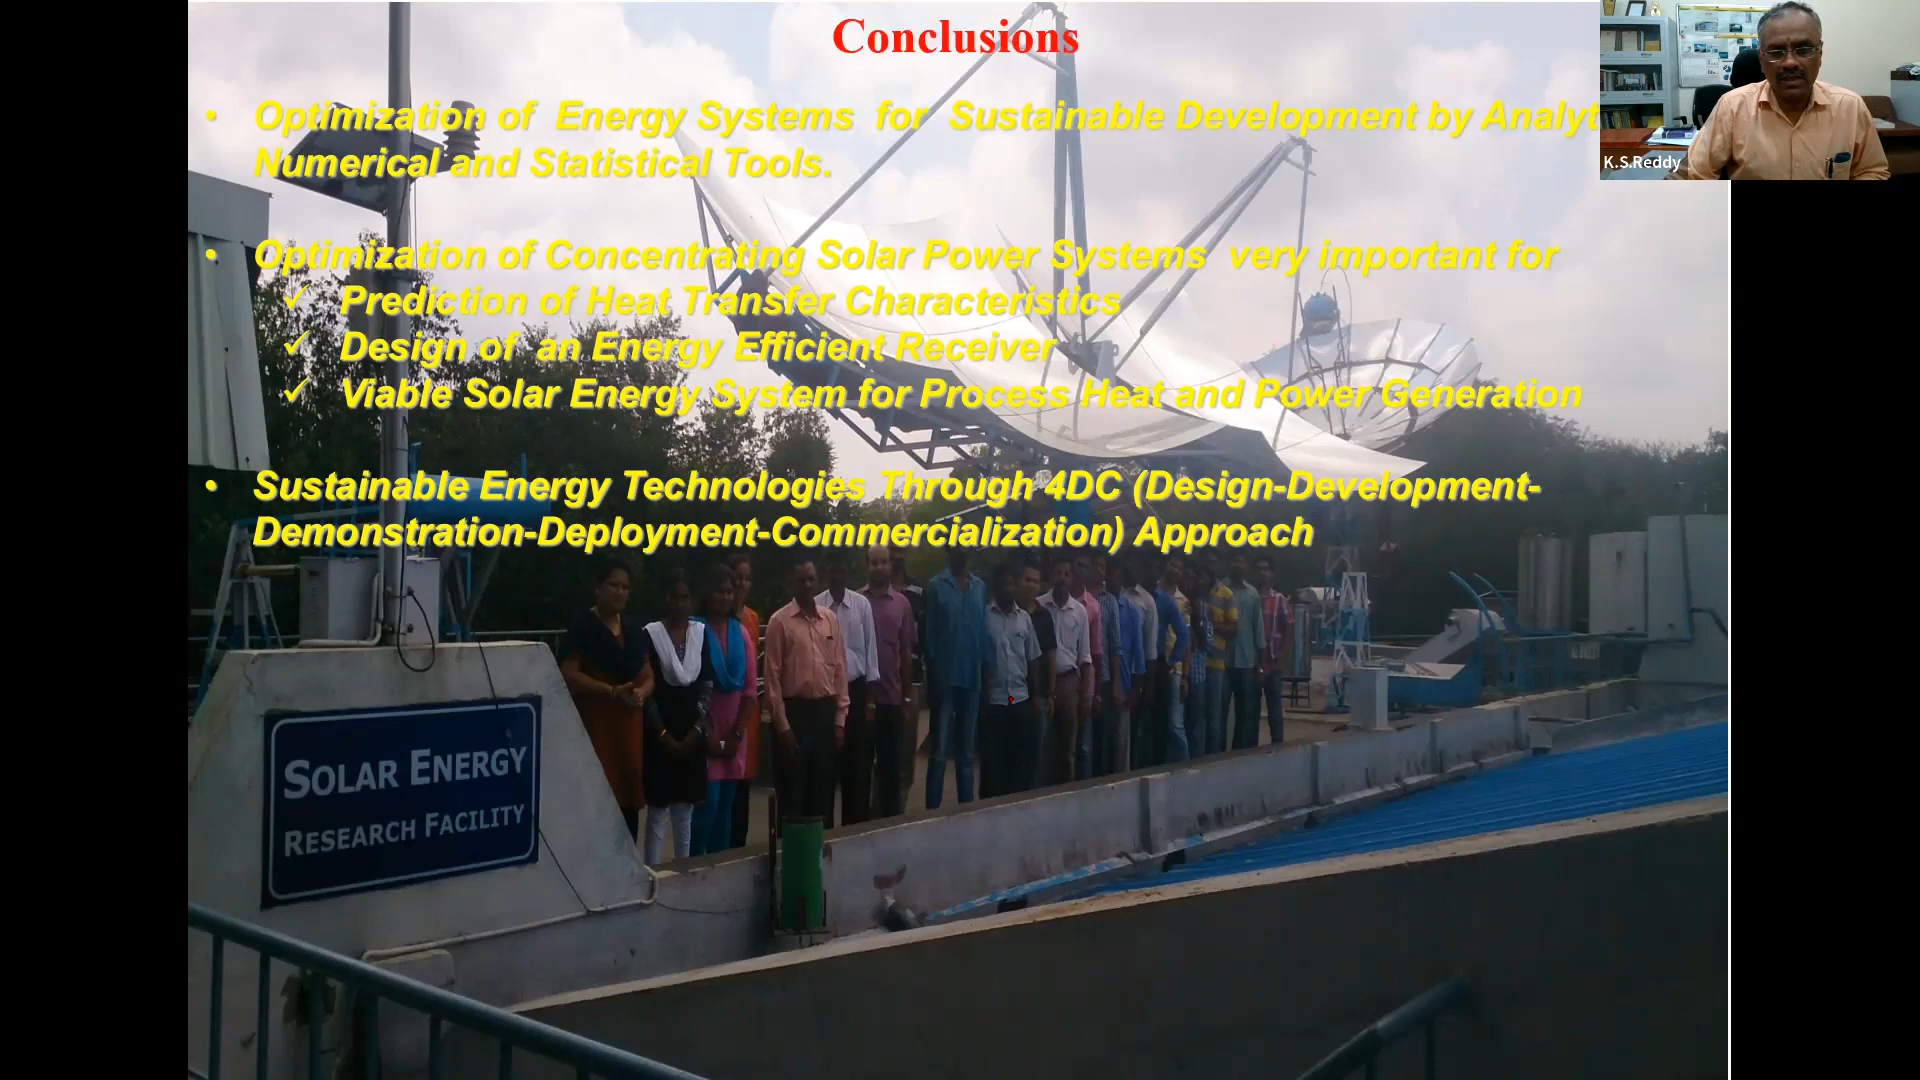 Conclusions
• Optimization of Energy Systems for Sustainable Development by Analyt
Numerical and Statistical Tools.
• Optimization of Concentrating Solar Power Systems very important for
✓ Prediction of Heat Transfer Characteristics
✓ Design of an Energy Efficient Receiver
✓ Viable Solar Energy System for Process Heat and Power Generation
• Sustainable Energy Technologies Through 4DC (Design-Development-
Demonstration-Deployment-Commercialization) Approach
K.S.Reddy
SOLAR ENERGY
RESEARCH FACILITY